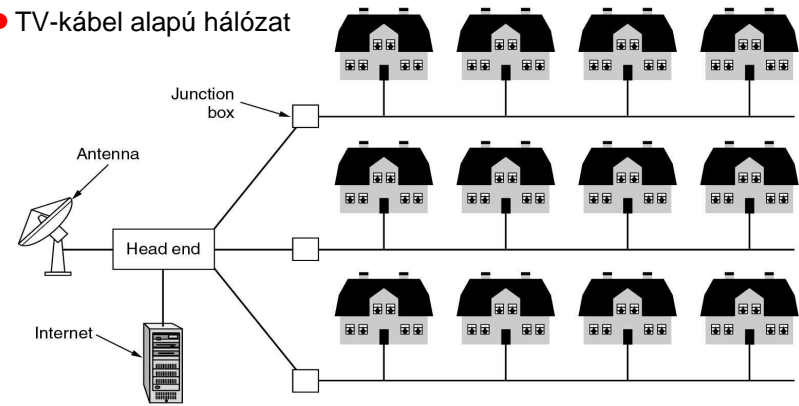 TV-kábel alapú hálózat
Junction
box
Antenna
Head end
Internet